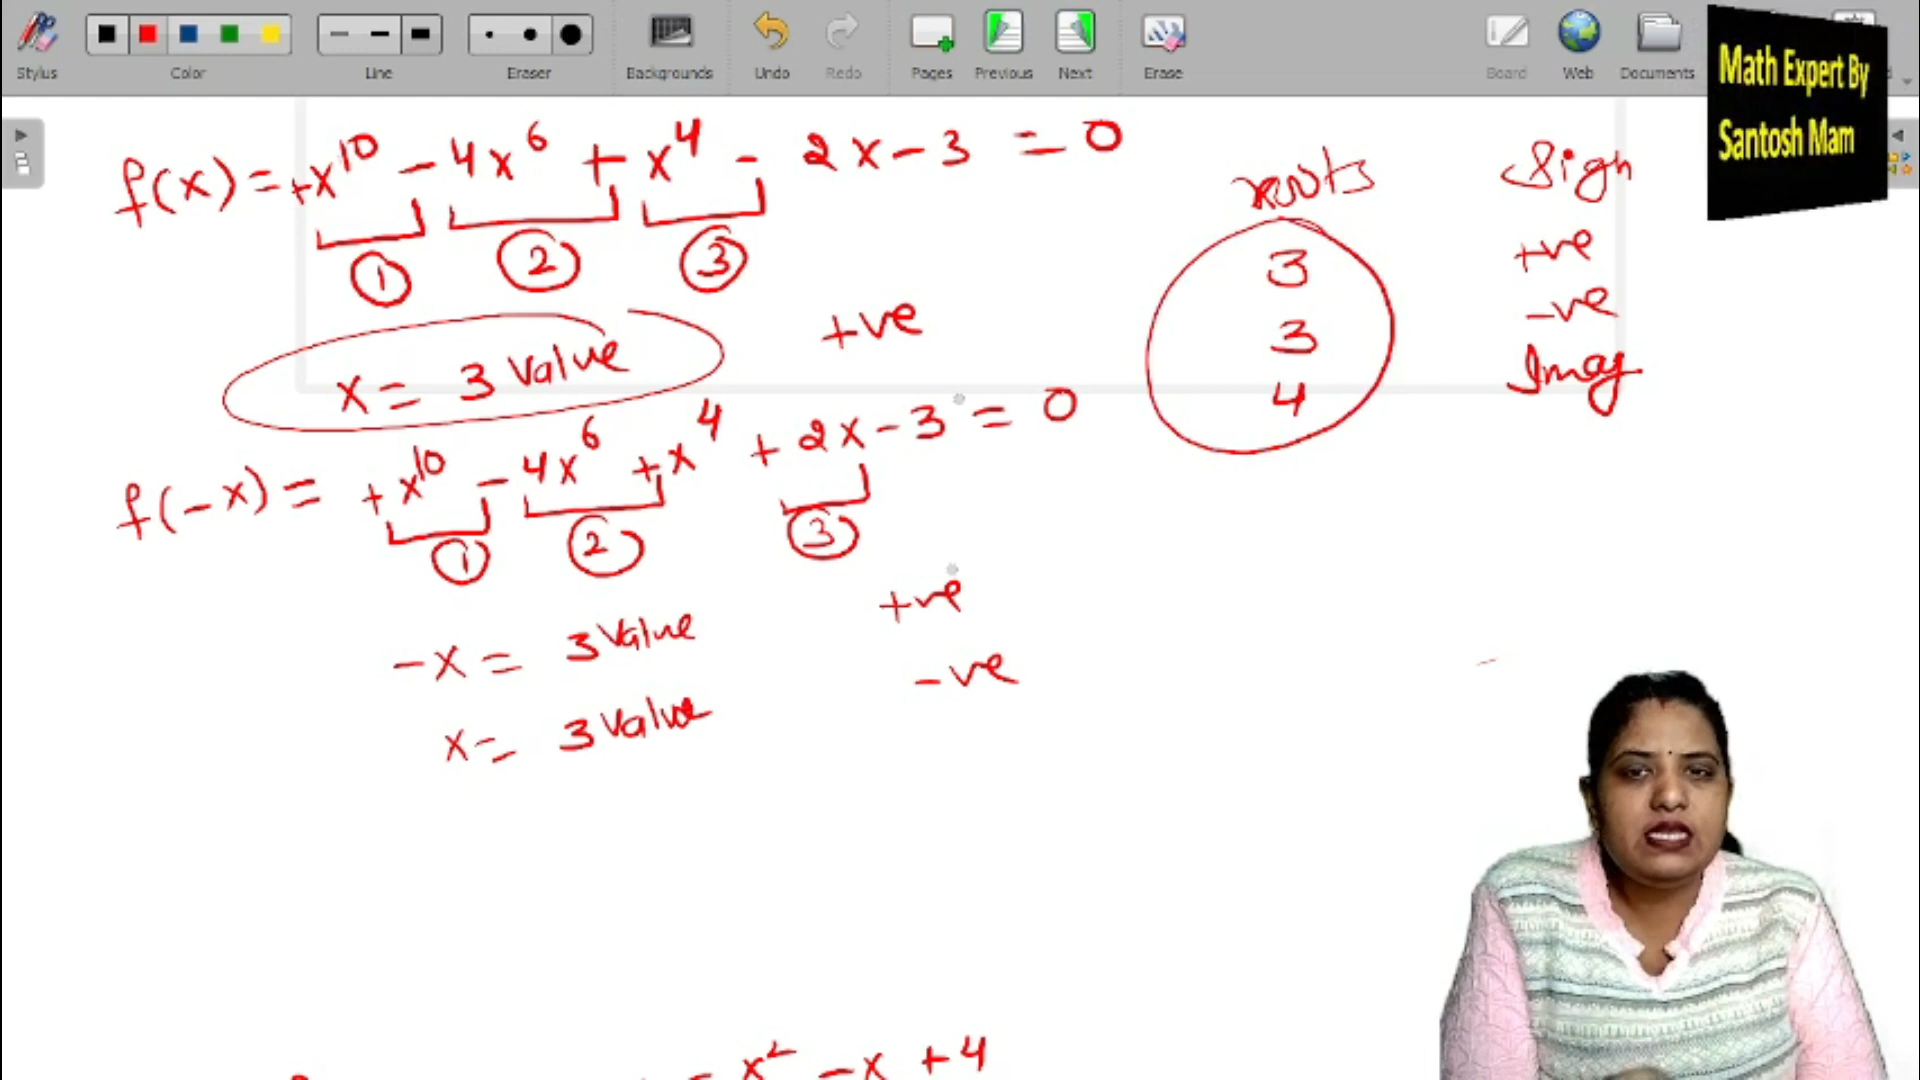 Stylus Color Line Eraser Backgrounds Undo Redo Pages Previous Next Erase Board Web Documents
Math Expert By
Santosh Mam
f(x) = +x¹⁰ - 4x⁶ + x⁴ - 2x - 3 = 0
① ② ③
x = 3 Value +ve
f(-x) = +x¹⁰ - 4x⁶ + x⁴ + 2x - 3 = 0
① ② ③
-x = 3 Value +ve
x = 3 Value -ve
roots Sign
3 +ve
3 -ve
4 Imag
x² - x + 4